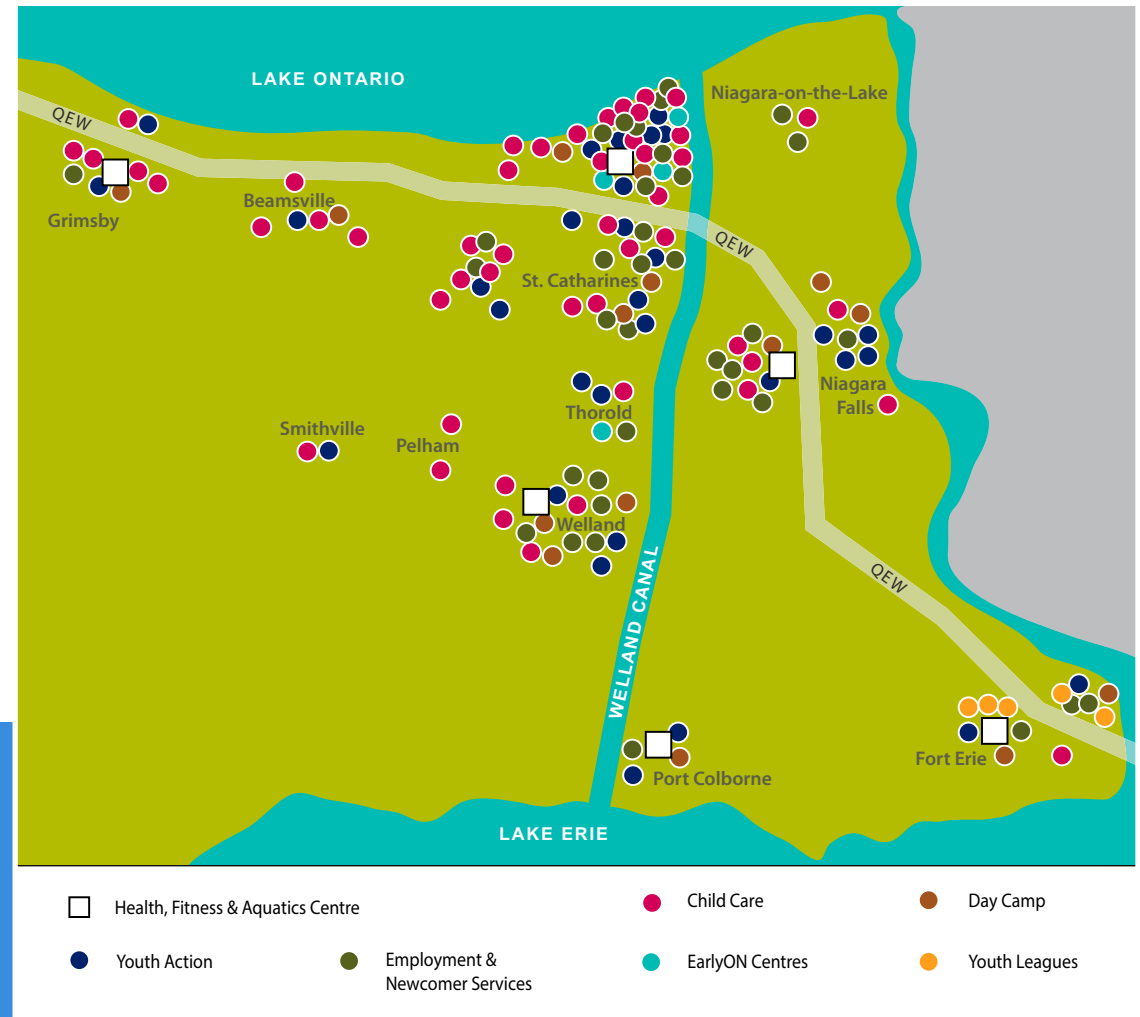 LAKE ONTARIO
Niagara-on-the-Lake
QEW
Beamsville
Grimsby
QEW
St. Catharines
Niagara
Falls
Thorold
Smithville
Pelham
Welland
QEW
WELLAND CANAL
Fort Erie
Port Colborne
LAKE ERIE
Health, Fitness & Aquatics Centre
Child Care
Day Camp
Youth Action
Employment &
Newcomer Services
EarlyON Centres
Youth Leagues